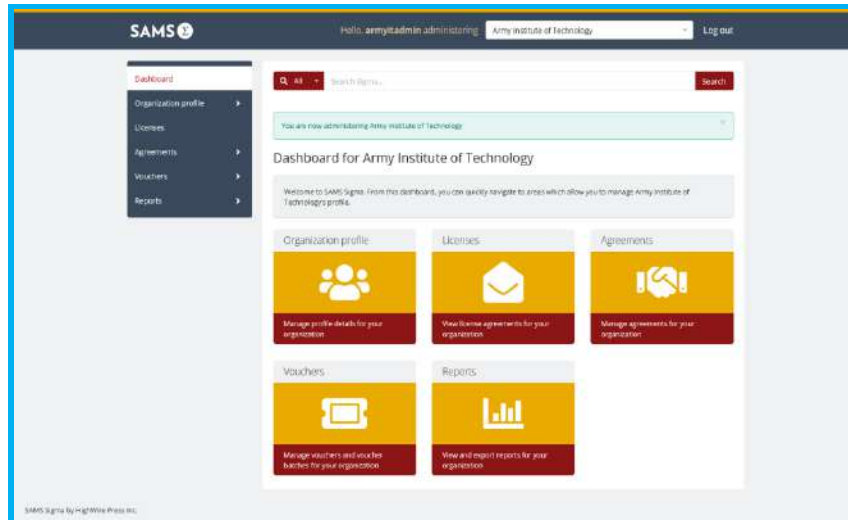 SAMS Σ
Hello, armyitadmin administering
Army Institute of Technology
Log out
Dashboard
Organization profile
Licenses
Agreements
Vouchers
Reports
All
Search Sigma...
Search
You are now administering Army Institute of Technology
×
Dashboard for Army Institute of Technology
Welcome to SAMS Sigma. From this dashboard, you can quickly navigate to areas which allow you to manage Army Institute of
Technology's profile.
Organization profile
Manage profile details for your
organization
Licenses
View license agreements for your
organization
Agreements
Manage agreements for your
organization
Vouchers
Manage vouchers and voucher
batches for your organization
Reports
View and export reports for your
organization
SAMS Sigma by HighWire Press Inc.